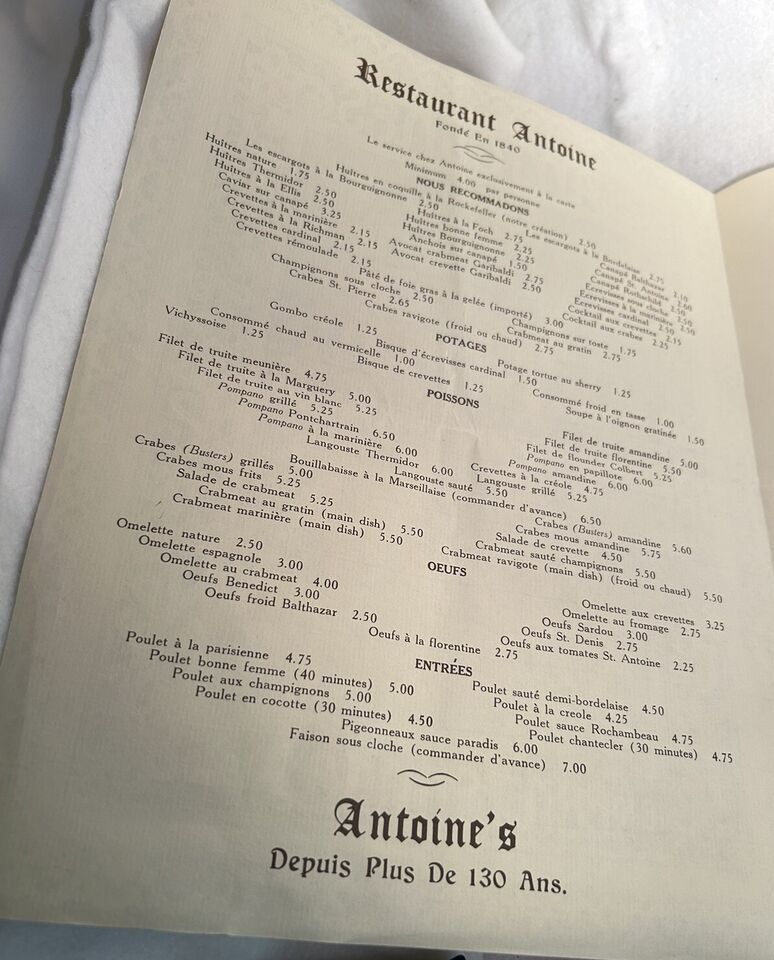 Restaurant Antoine
Fondé En 1840
Le service chez Antoine exclusivement à la carte
Minimum 4.00 par personne
NOUS RECOMMADONS
Huîtres en coquille à la Rockefeller (notre création) 2.50
Les escargots à la Bourguignonne 2.50
Les escargots à la Bordelaise 2.75
Huîtres nature 1.75
Huîtres Thermidor 2.50
Huîtres à la Ellis 2.50
Caviar sur canapé 3.25
Crevettes à la marinière 2.15
Crevettes à la Richman 2.15
Crevettes cardinal 2.15
Crevettes rémoulade 2.15
Huîtres à la Foch 2.75
Huîtres bonne femme 2.25
Huîtres Bourguignonne 2.25
Anchois sur canapé 1.50
Avocat crabmeat Garibaldi 2.75
Avocat crevette Garibaldi 2.50
Canapé Balthazar 2.10
Canapé St. Antoine 2.50
Canapé Rothschild
Ecrevisses sous cloche 2.50
Ecrevisses à la marinière 2.50
Ecrevisses cardinal 2.50
Cocktail aux crevettes 2.15
Cocktail aux crabes 2.25
Pâté de foie gras à la gelée (importé) 3.00
Champignons sous cloche 2.50
Champignons sur toste 1.75
Crabes St. Pierre 2.65
Crabmeat au gratin 2.75
Crabes ravigote (froid ou chaud) 2.75
POTAGES
Gombo créole 1.25
Potage tortue au sherry 1.25
Bisque d'écrevisses cardinal 1.50
Vichyssoise 1.25
Consommé chaud au vermicelle 1.00
Consommé froid en tasse 1.00
Bisque de crevettes 1.25
Soupe à l'oignon gratinée 1.50
POISSONS
Filet de truite meunière 4.75
Filet de truite à la Marguery 5.00
Filet de truite au vin blanc 5.25
Pompano grillé 5.25
Pompano Pontchartrain 6.50
Pompano à la marinière 6.00
Langouste Thermidor 6.00
Filet de truite amandine 5.00
Filet de truite florentine 5.50
Filet de flounder Colbert 5.25
Pompano en papillote 6.00
Pompano amandine 6.00
Crevettes à la créole 4.75
Langouste grillé 5.25
Langouste sauté 5.50
Bouillabaisse à la Marseillaise (commander d'avance) 6.50
Crabes (Busters) grillés 5.00
Crabes mous frits 5.25
Salade de crabmeat 5.25
Crabmeat au gratin (main dish) 5.50
Crabmeat marinière (main dish) 5.50
Crabes (Busters) amandine 5.60
Crabes mous amandine 5.75
Salade de crevette 4.50
Crabmeat sauté champignons 5.50
Crabmeat ravigote (main dish) (froid ou chaud) 5.50
OEUFS
Omelette nature 2.50
Omelette espagnole 3.00
Omelette au crabmeat 4.00
Oeufs Benedict 3.00
Oeufs froid Balthazar 2.50
Omelette aux crevettes 3.25
Omelette au fromage 2.75
Oeufs Sardou 3.00
Oeufs St. Denis 2.75
Oeufs aux tomates St. Antoine 2.25
Oeufs à la florentine 2.75
ENTRÉES
Poulet à la parisienne 4.75
Poulet bonne femme (40 minutes) 5.00
Poulet aux champignons 5.00
Poulet en cocotte (30 minutes) 4.50
Poulet sauté demi-bordelaise 4.50
Poulet à la creole 4.25
Poulet sauce Rochambeau 4.75
Poulet chantecler (30 minutes) 4.75
Pigeonneaux sauce paradis 6.00
Faison sous cloche (commander d'avance) 7.00
Antoine's
Depuis Plus De 130 Ans.